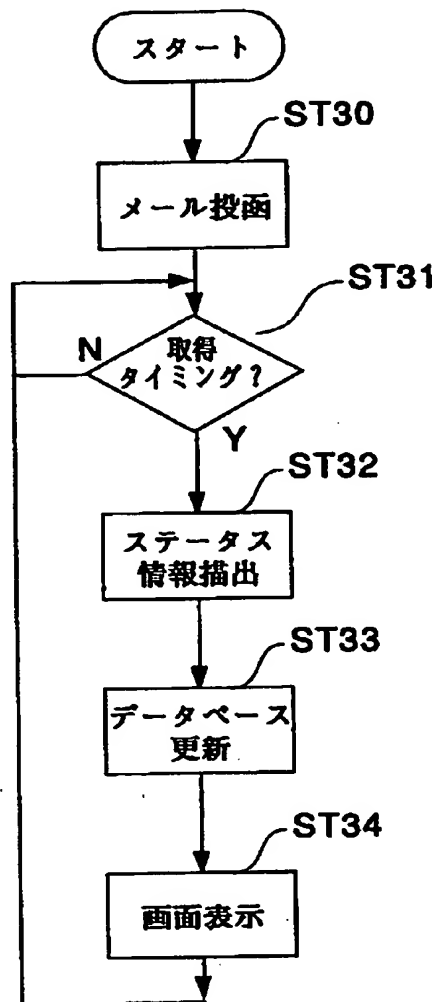 スタート
ST30
メール投函
ST31
N
取得
タイミング?
Y
ST32
ステータス
情報描出
ST33
データベース
更新
ST34
画面表示